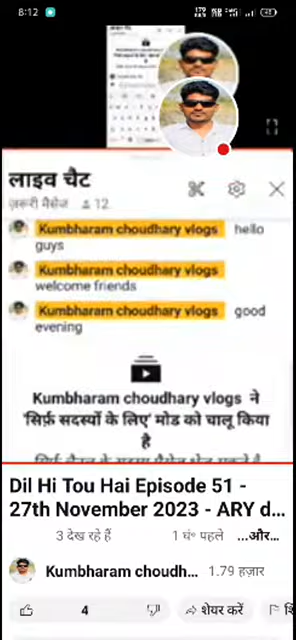 8:12
लाइव चैट
ज़रूरी मैसेज 12
Kumbharam choudhary vlogs hello
guys
Kumbharam choudhary vlogs
welcome friends
Kumbharam choudhary vlogs good
evening
Kumbharam choudhary vlogs ने
'सिर्फ़ सदस्यों के लिए' मोड को चालू किया
है
Dil Hi Tou Hai Episode 51 -
27th November 2023 - ARY d...
3 देख रहे हैं 1 घं॰ पहले ...और...
Kumbharam choudh... 1.79 हज़ार
4 शेयर करें